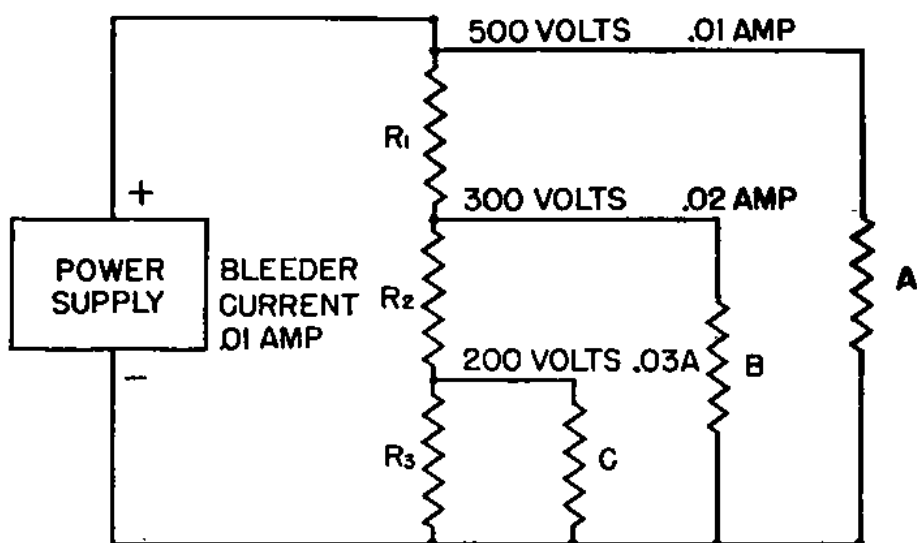 500 VOLTS .01 AMP
R1
300 VOLTS .02 AMP
+
POWER
SUPPLY
BLEEDER
CURRENT
.01 AMP
R2
A
200 VOLTS .03A
B
−
R3
C